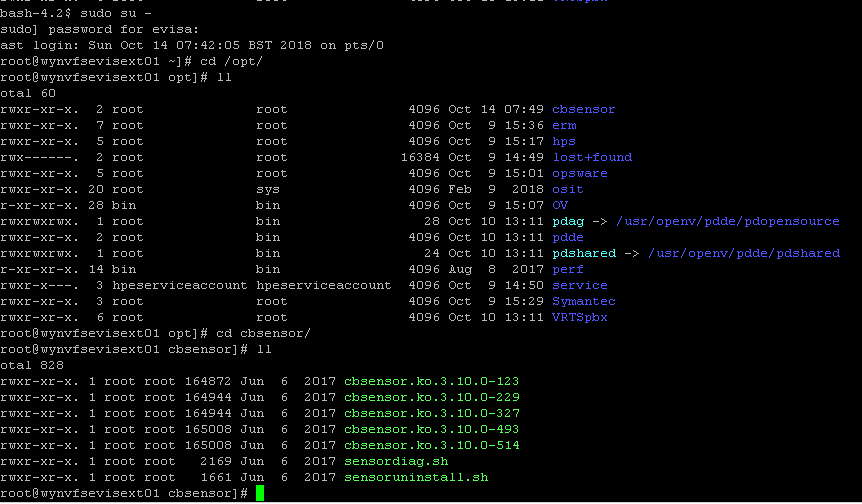 bash-4.2$ sudo su -
sudo] password for evisa:
ast login: Sun Oct 14 07:42:05 BST 2018 on pts/0
root@wynvfsevisext01 ~]# cd /opt/
root@wynvfsevisext01 opt]# ll
otal 60
rwxr-xr-x. 2 root root 4096 Oct 14 07:49 cbsensor
rwxr-xr-x. 7 root root 4096 Oct 9 15:36 erm
rwxr-xr-x. 5 root root 4096 Oct 9 15:17 hps
rwx------. 2 root root 16384 Oct 9 14:49 lost+found
rwxr-xr-x. 5 root root 4096 Oct 9 15:01 opsware
rwxr-xr-x. 20 root sys 4096 Feb 9 2018 osit
r-xr-xr-x. 28 bin bin 4096 Oct 9 15:07 OV
rwxrwxrwx. 1 root bin 28 Oct 10 13:11 pdag -> /usr/openv/pdde/pdopensource
rwxr-xr-x. 2 root bin 4096 Oct 10 13:11 pdde
rwxrwxrwx. 1 root bin 24 Oct 10 13:11 pdshared -> /usr/openv/pdde/pdshared
r-xr-xr-x. 14 bin bin 4096 Aug 8 2017 perf
rwxr-x---. 3 hpeserviceaccount hpeserviceaccount 4096 Oct 9 14:50 service
rwxr-xr-x. 3 root root 4096 Oct 9 15:29 Symantec
rwxr-xr-x. 6 root root 4096 Oct 10 13:11 VRTSpbx
root@wynvfsevisext01 opt]# cd cbsensor/
root@wynvfsevisext01 cbsensor]# ll
otal 828
rwxr-xr-x. 1 root root 164872 Jun 6 2017 cbsensor.ko.3.10.0-123
rwxr-xr-x. 1 root root 164944 Jun 6 2017 cbsensor.ko.3.10.0-229
rwxr-xr-x. 1 root root 164944 Jun 6 2017 cbsensor.ko.3.10.0-327
rwxr-xr-x. 1 root root 165008 Jun 6 2017 cbsensor.ko.3.10.0-493
rwxr-xr-x. 1 root root 165008 Jun 6 2017 cbsensor.ko.3.10.0-514
rwxr-xr-x. 1 root root 2169 Jun 6 2017 sensordiag.sh
rwxr-xr-x. 1 root root 1661 Jun 6 2017 sensoruninstall.sh
root@wynvfsevisext01 cbsensor]#